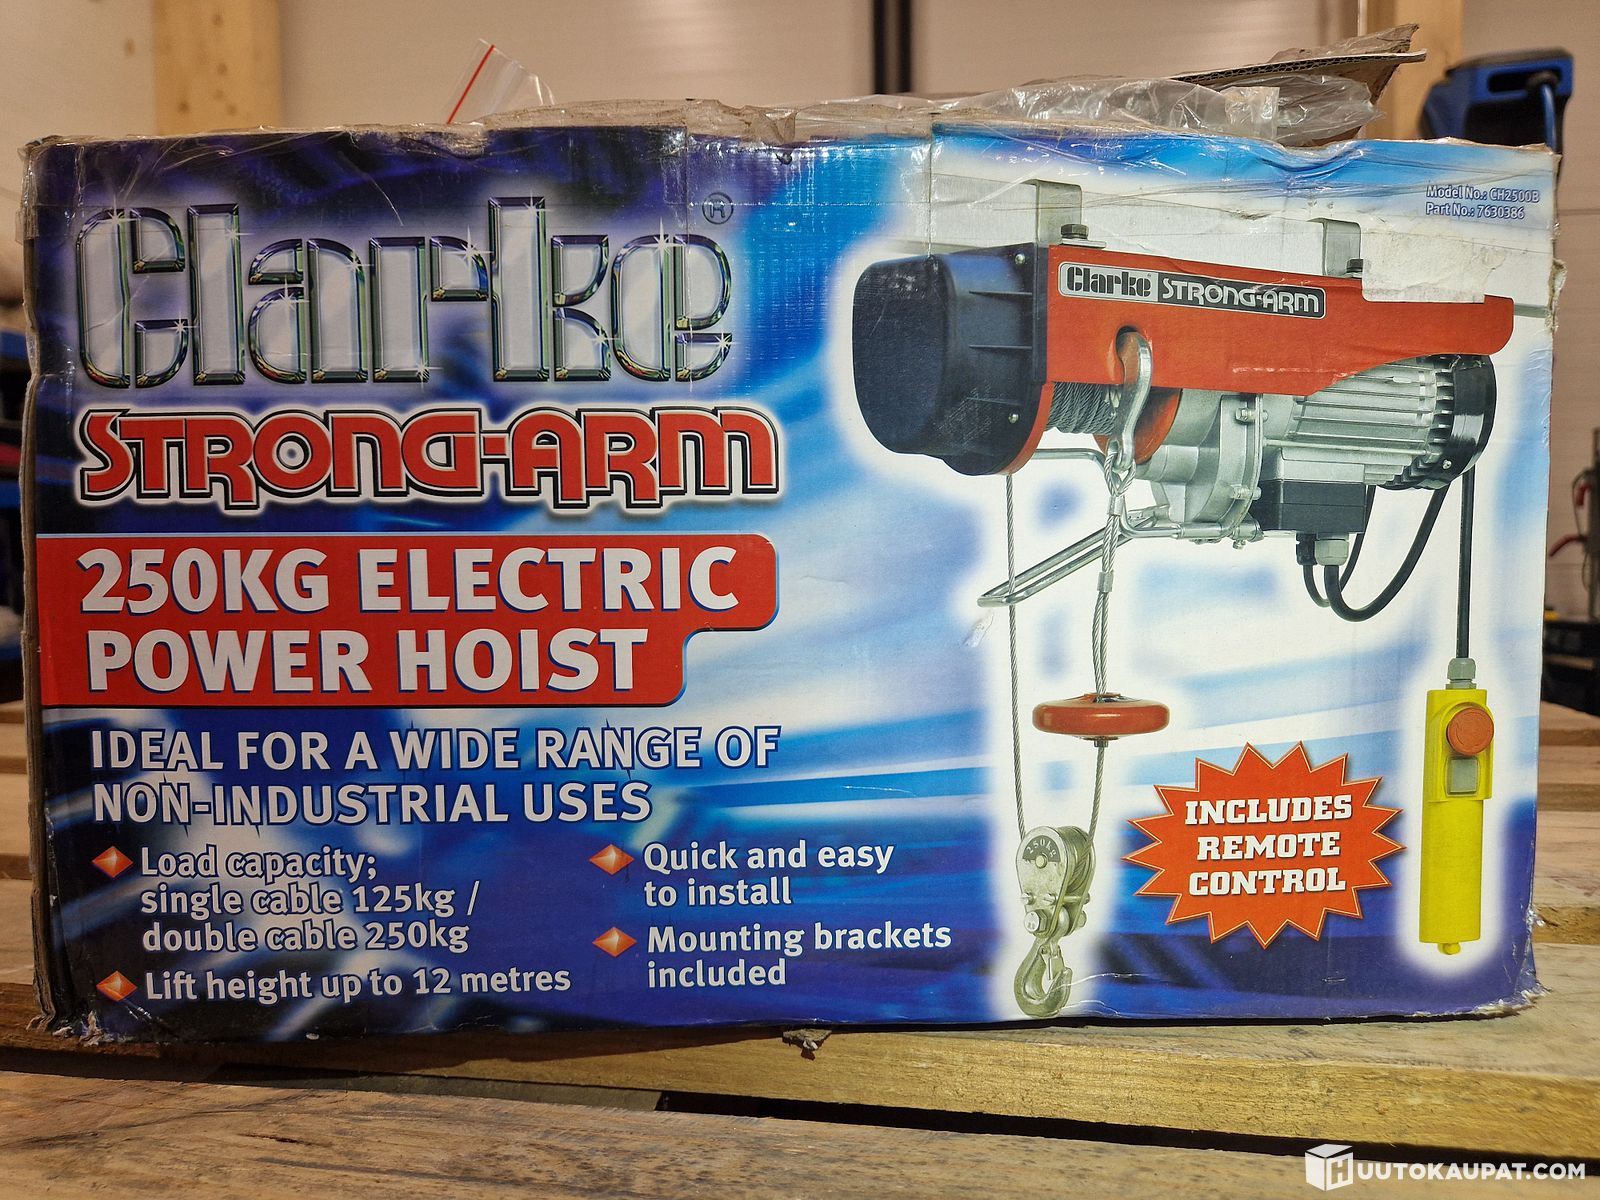 Clarke
STRONG-ARM
250KG ELECTRIC
POWER HOIST
IDEAL FOR A WIDE RANGE OF
NON-INDUSTRIAL USES
Load capacity;
single cable 125kg /
double cable 250kg
Lift height up to 12 metres
Quick and easy
to install
Mounting brackets
included
Model No.: CH2500B
Part No.: 7630386
Clarke STRONG-ARM
250kg
INCLUDES
REMOTE
CONTROL
HUUTOKAUPAT.COM